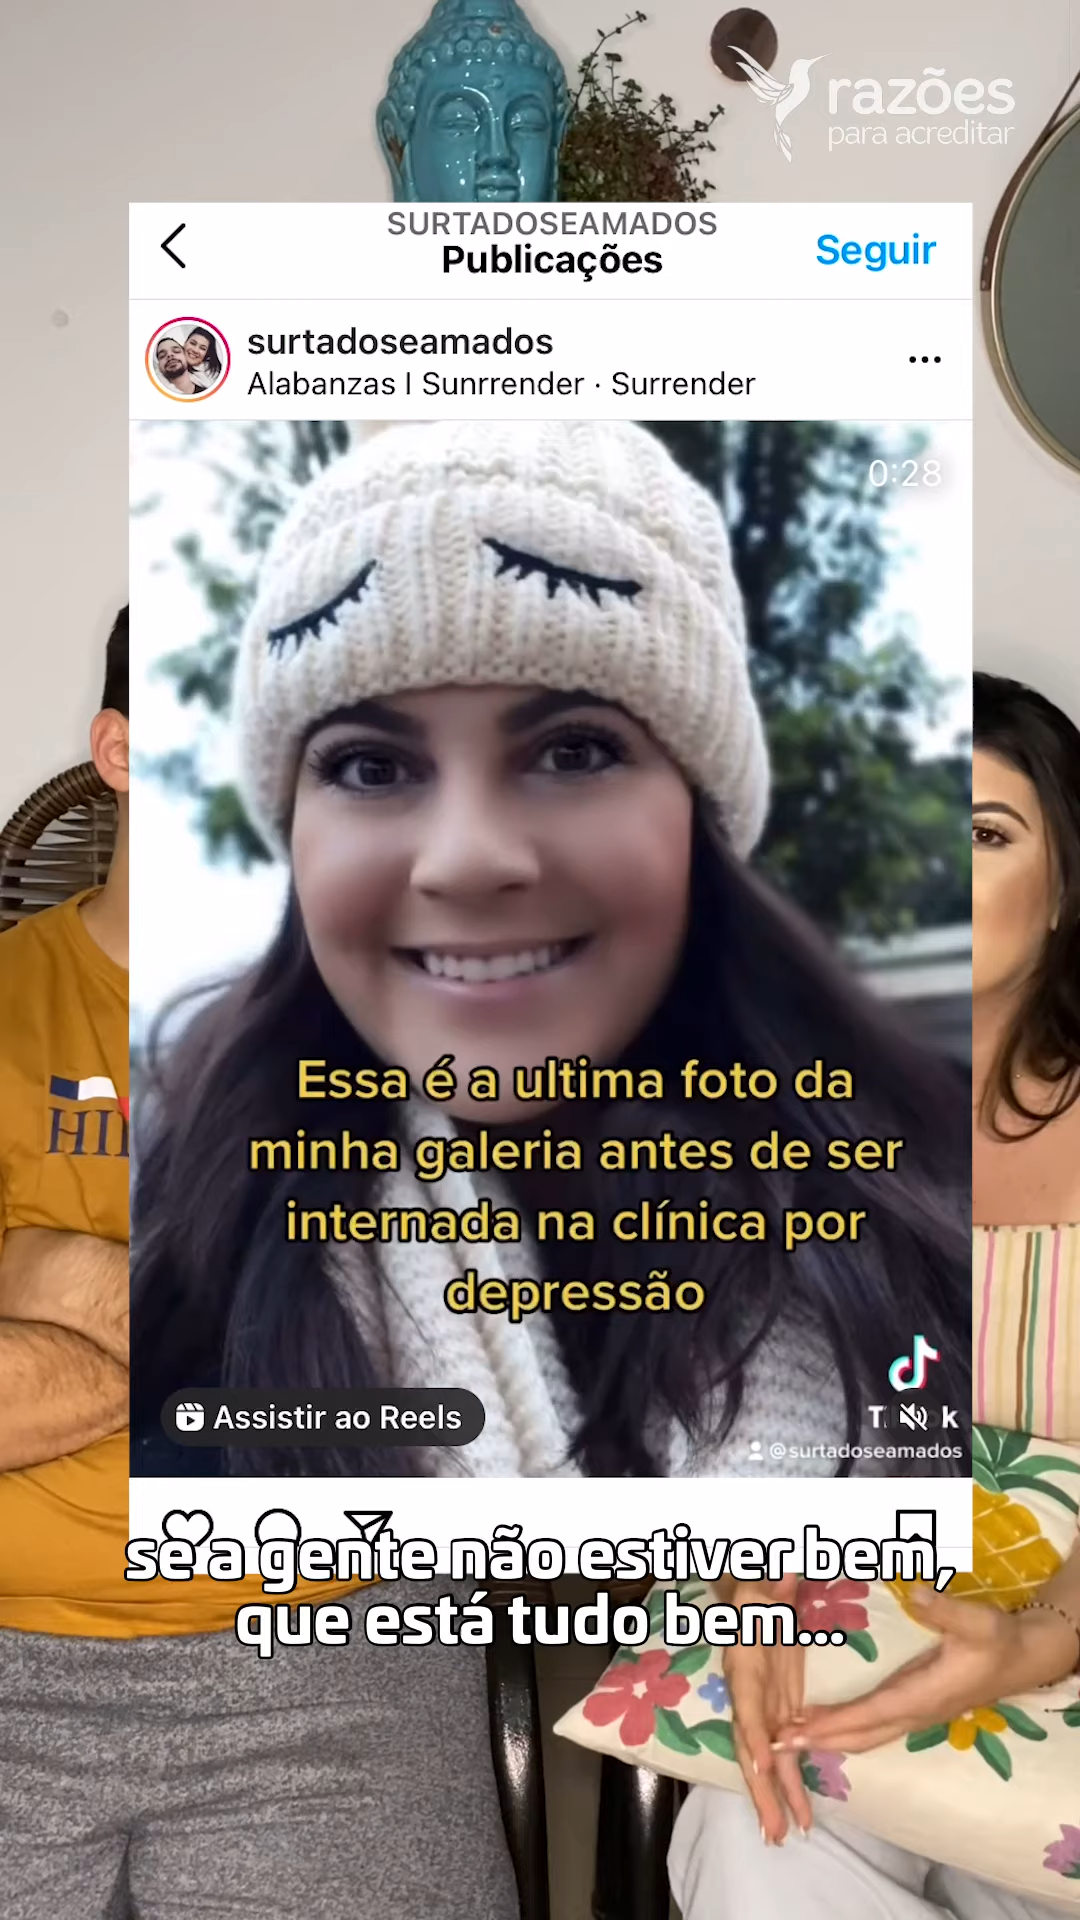 razões
para acreditar
SURTADOSEAMADOS
Publicações
Seguir
surtadoseamados
Alabanzas I Sunrrender · Surrender
0:28
Essa é a ultima foto da
minha galeria antes de ser
internada na clínica por
depressão
Assistir ao Reels
@surtadoseamados
se a gente não estiver bem,
que está tudo bem...